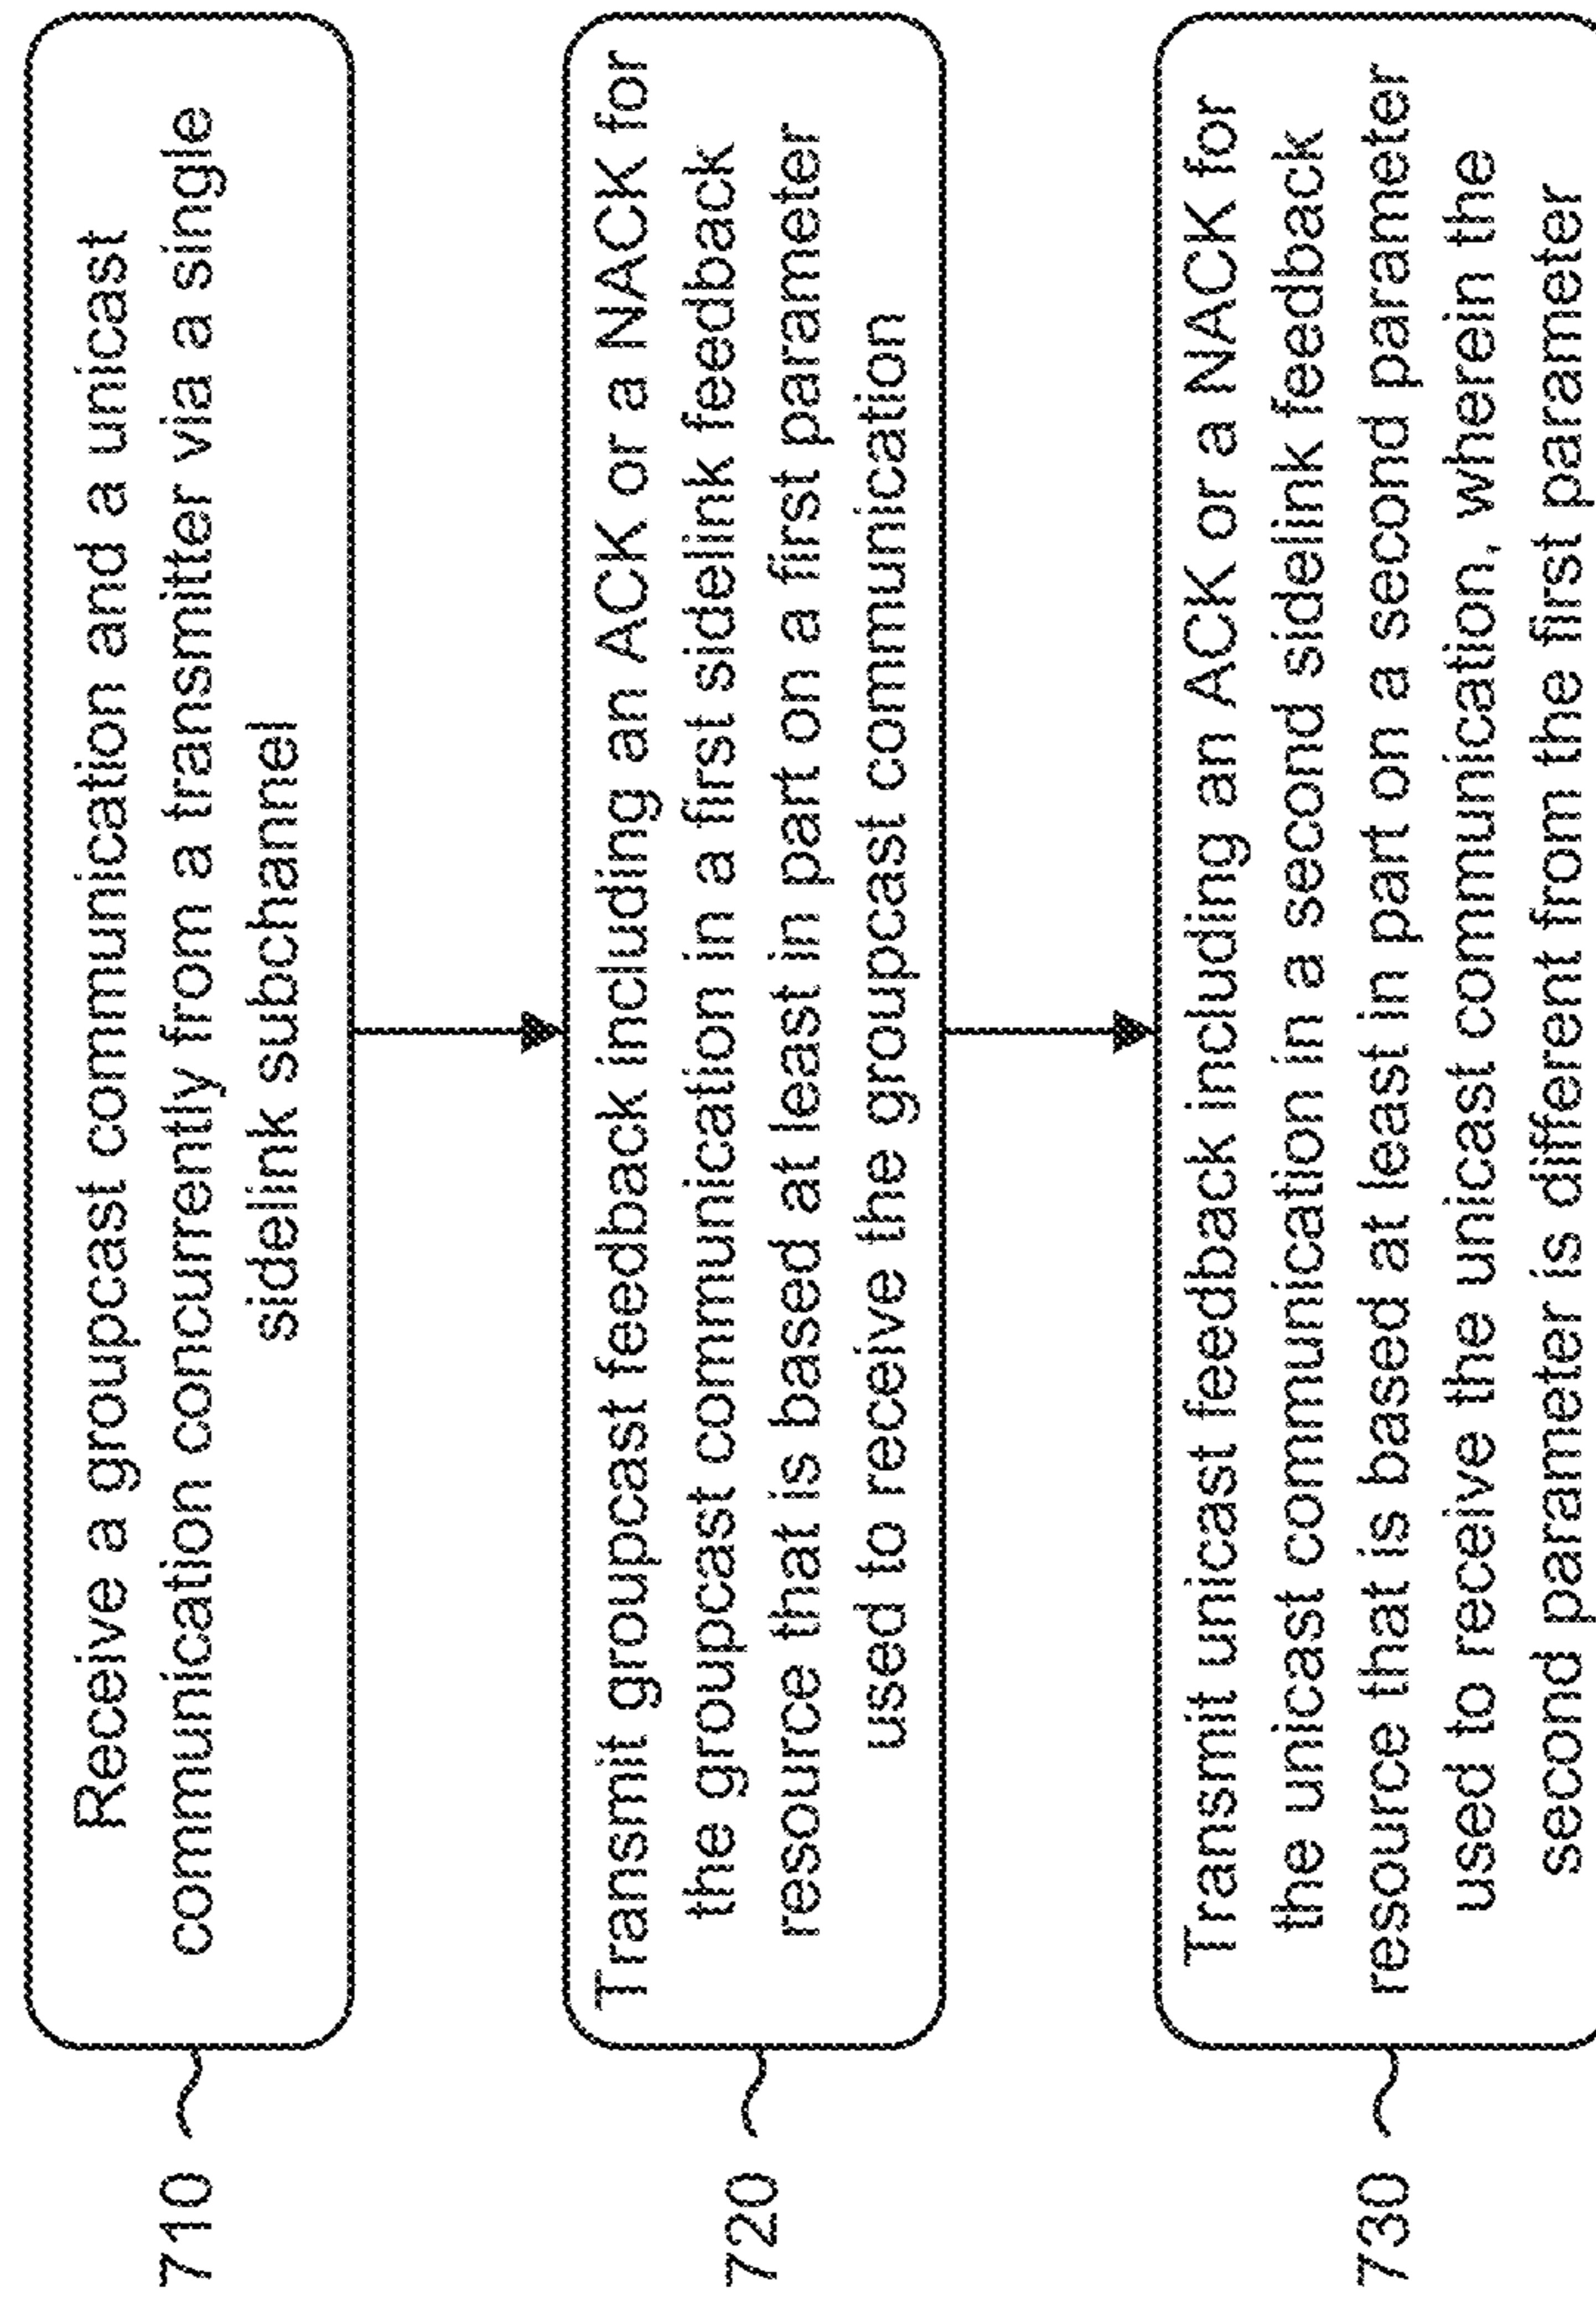 710
Receive a groupcast communication and a unicast
communication concurrently from a transmitter via a single
sidelink subchannel
720
Transmit groupcast feedback including an ACK or a NACK for
the groupcast communication in a first sidelink feedback
resource that is based at least in part on a first parameter
used to receive the groupcast communication
730
Transmit unicast feedback including an ACK or a NACK for
the unicast communication in a second sidelink feedback
resource that is based at least in part on a second parameter
used to receive the unicast communication, wherein the
second parameter is different from the first parameter